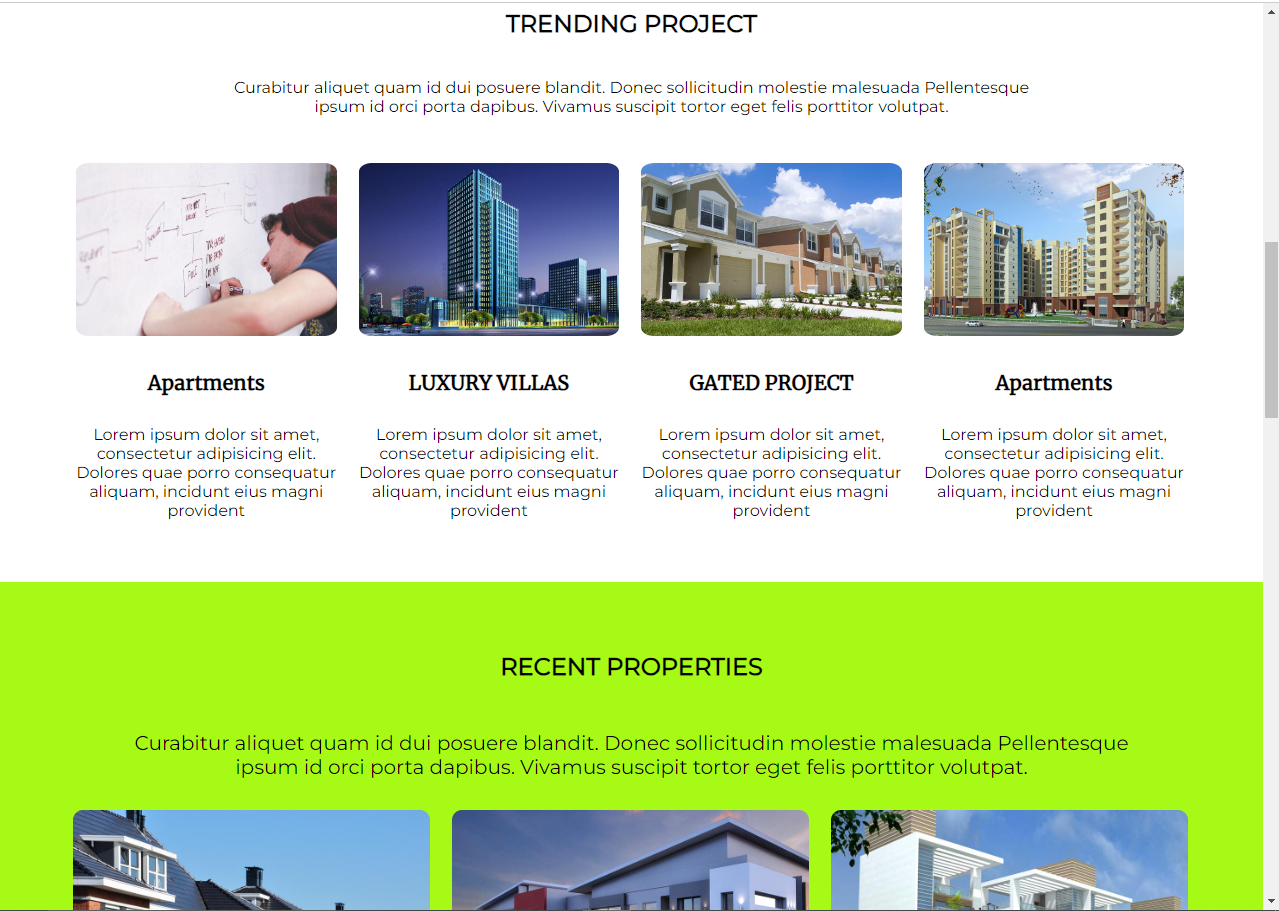 TRENDING PROJECT
Curabitur aliquet quam id dui posuere blandit. Donec sollicitudin molestie malesuada Pellentesque
ipsum id orci porta dapibus. Vivamus suscipit tortor eget felis porttitor volutpat.
Apartments
Lorem ipsum dolor sit amet,
consectetur adipisicing elit.
Dolores quae porro consequatur
aliquam, incidunt eius magni
provident
LUXURY VILLAS
Lorem ipsum dolor sit amet,
consectetur adipisicing elit.
Dolores quae porro consequatur
aliquam, incidunt eius magni
provident
GATED PROJECT
Lorem ipsum dolor sit amet,
consectetur adipisicing elit.
Dolores quae porro consequatur
aliquam, incidunt eius magni
provident
Apartments
Lorem ipsum dolor sit amet,
consectetur adipisicing elit.
Dolores quae porro consequatur
aliquam, incidunt eius magni
provident
RECENT PROPERTIES
Curabitur aliquet quam id dui posuere blandit. Donec sollicitudin molestie malesuada Pellentesque
ipsum id orci porta dapibus. Vivamus suscipit tortor eget felis porttitor volutpat.